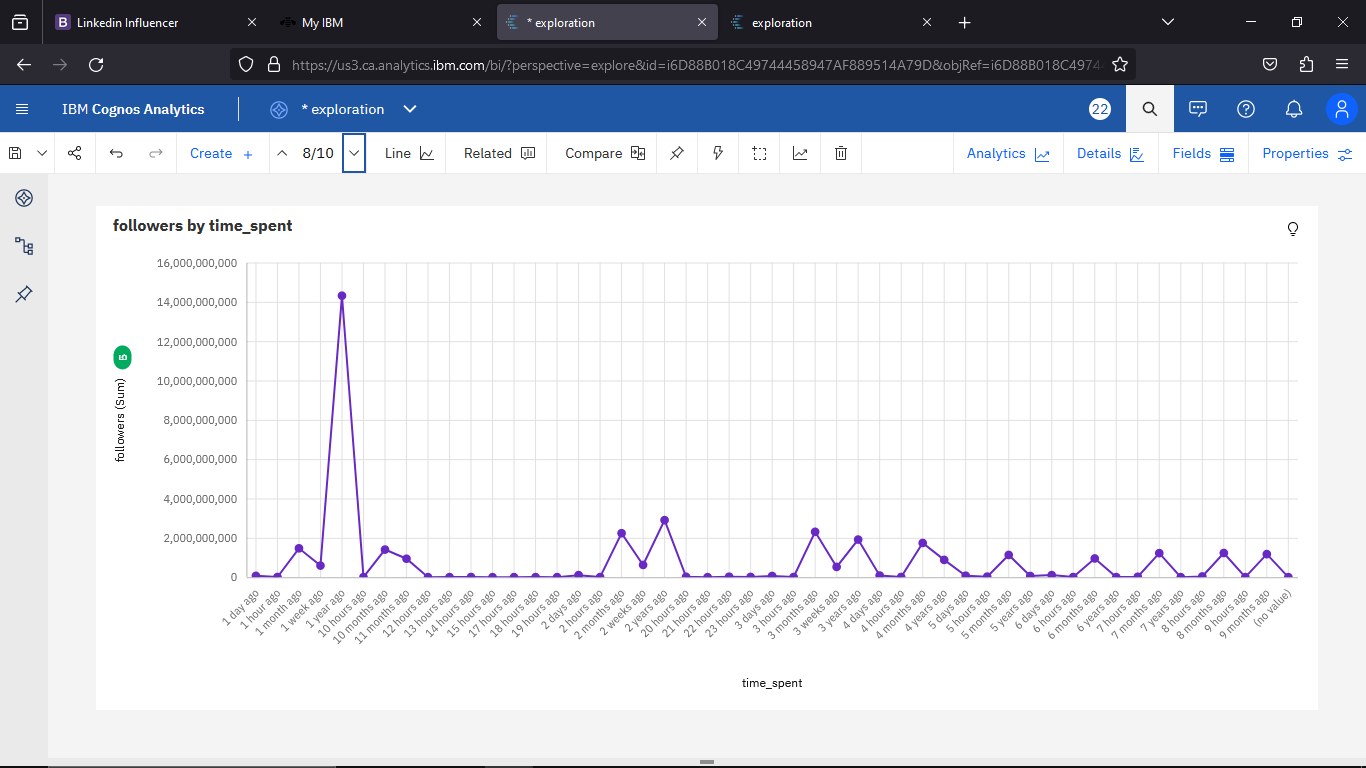 Linkedin Influencer
My IBM
* exploration
exploration
https://us3.ca.analytics.ibm.com/bi/?perspective=explore&id=i6D88B018C49744458947AF889514A79D&objRef=i6D88B018C4974
IBM Cognos Analytics
* exploration
22
Create +
8/10
Line
Related
Compare
Analytics
Details
Fields
Properties
followers by time_spent
16,000,000,000
14,000,000,000
12,000,000,000
10,000,000,000
8,000,000,000
6,000,000,000
4,000,000,000
2,000,000,000
0
followers (Sum)
1 day ago
1 hour ago
1 month ago
1 week ago
1 year ago
10 hours ago
10 months ago
11 months ago
12 hours ago
13 hours ago
14 hours ago
15 hours ago
17 hours ago
18 hours ago
19 hours ago
2 days ago
2 hours ago
2 months ago
2 weeks ago
2 years ago
20 hours ago
21 hours ago
22 hours ago
23 hours ago
3 days ago
3 hours ago
3 months ago
3 weeks ago
3 years ago
4 days ago
4 hours ago
4 months ago
4 years ago
5 days ago
5 hours ago
5 months ago
5 years ago
6 days ago
6 hours ago
6 months ago
6 years ago
7 hours ago
7 months ago
7 years ago
8 hours ago
8 months ago
9 hours ago
9 months ago
(no value)
time_spent